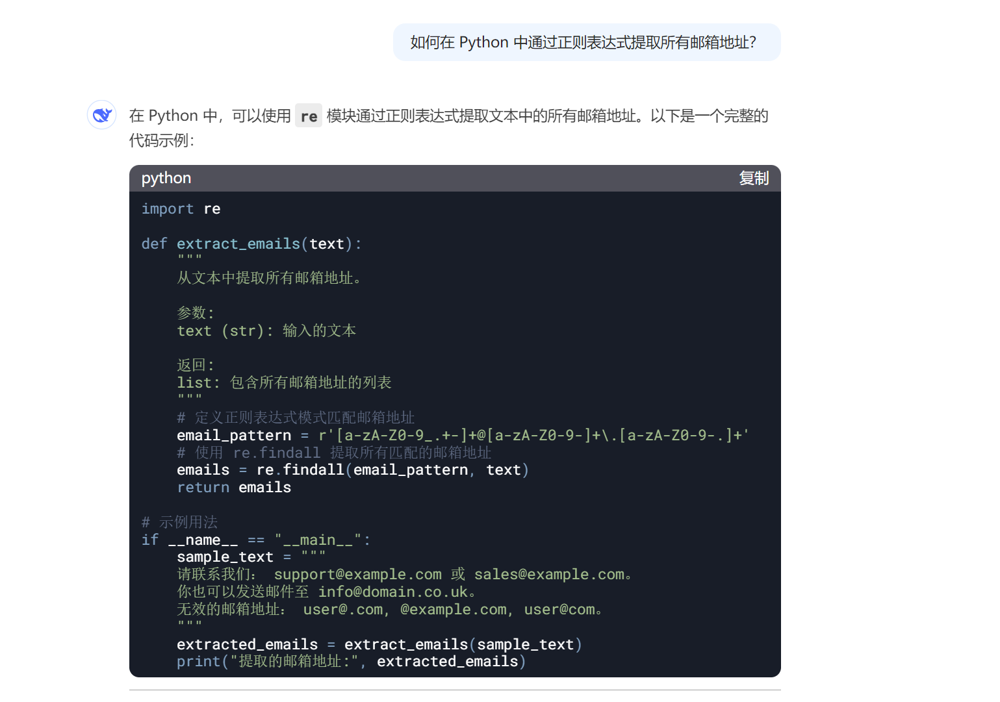 如何在 Python 中通过正则表达式提取所有邮箱地址？
在 Python 中，可以使用 re 模块通过正则表达式提取文本中的所有邮箱地址。以下是一个完整的
代码示例：
python 复制
import re
def extract_emails(text):
"""
从文本中提取所有邮箱地址。
参数:
text (str): 输入的文本
返回:
list: 包含所有邮箱地址的列表
"""
# 定义正则表达式模式匹配邮箱地址
email_pattern = r'[a-zA-Z0-9_.+-]+@[a-zA-Z0-9-]+\.[a-zA-Z0-9-.]+'
# 使用 re.findall 提取所有匹配的邮箱地址
emails = re.findall(email_pattern, text)
return emails
# 示例用法
if __name__ == "__main__":
sample_text = """
请联系我们： support@example.com 或 sales@example.com。
你也可以发送邮件至 info@domain.co.uk。
无效的邮箱地址： user@.com, @example.com, user@com。
"""
extracted_emails = extract_emails(sample_text)
print("提取的邮箱地址:", extracted_emails)